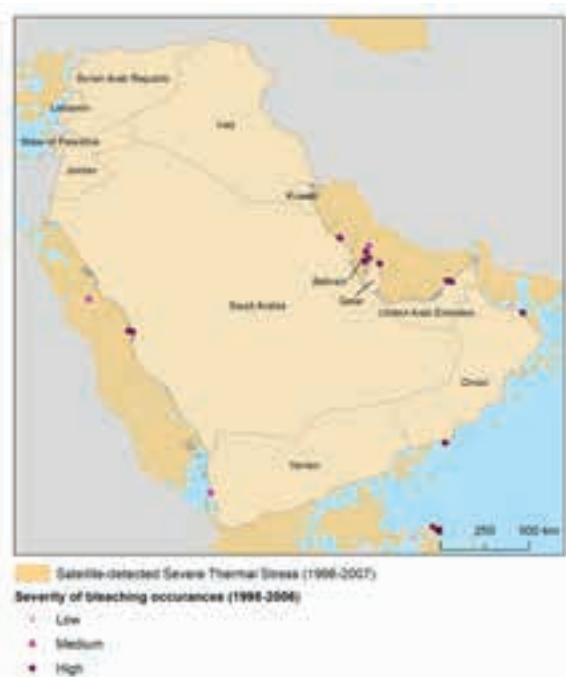 Syrian Arab Republic
Lebanon
State of Palestine
Iraq
Jordan
Kuwait
Bahrain
Qatar
Saudi Arabia
United Arab Emirates
Oman
Yemen
250 500 km
Satellite-detected Severe Thermal Stress (1998-2007)
Severity of bleaching occurances (1998-2006)
Low
Medium
High